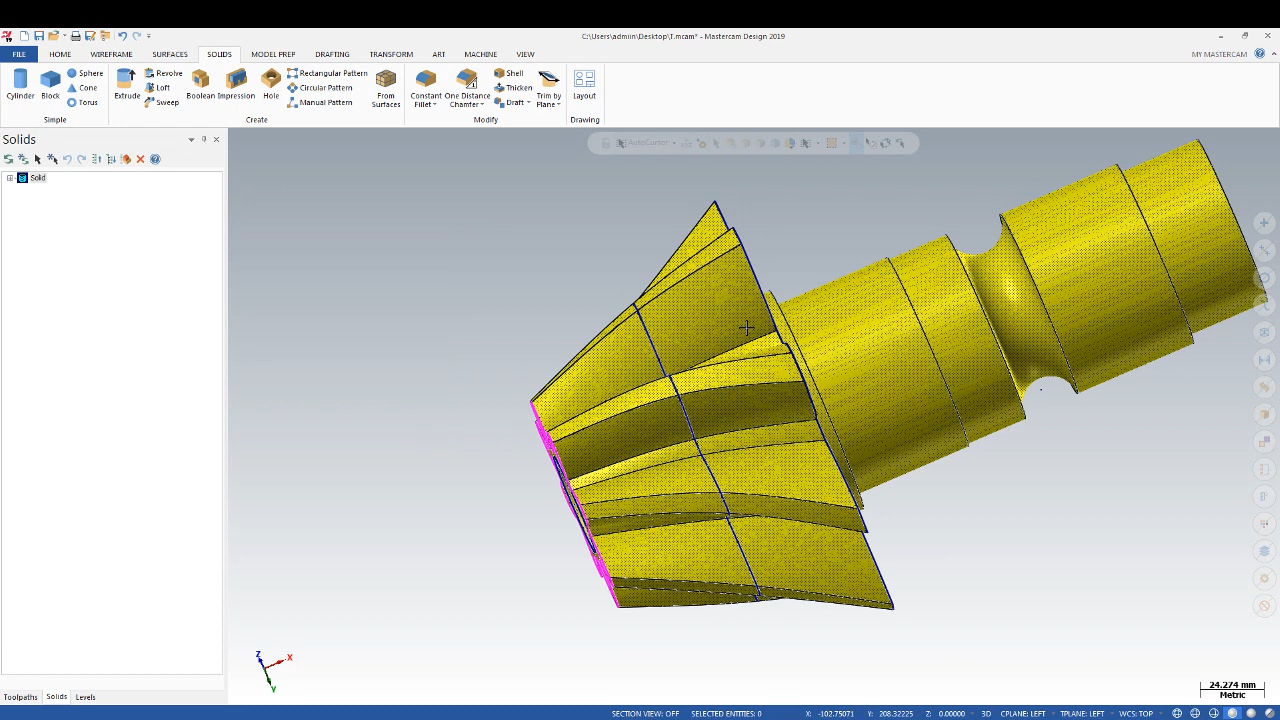 C:\Users\admiin\Desktop\T.mcam* - Mastercam Design 2019
FILE HOME WIREFRAME SURFACES SOLIDS MODEL PREP DRAFTING TRANSFORM ART MACHINE VIEW MY MASTERCAM
Cylinder Block Sphere Cone Torus
Simple
Extrude Revolve Loft Sweep Boolean Impression Hole Rectangular Pattern Circular Pattern Manual Pattern From Surfaces
Create
Constant Fillet One Distance Chamfer Shell Thicken Draft Trim by Plane
Modify
Layout
Drawing
Solids
AutoCursor
Solid
Z
X
Y
24.274 mm
Metric
Toolpaths Solids Levels
SECTION VIEW: OFF SELECTED ENTITIES: 0 X: -102.75071 Y: 208.32225 Z: 0.00000 3D CPLANE: LEFT TPLANE: LEFT WCS: TOP